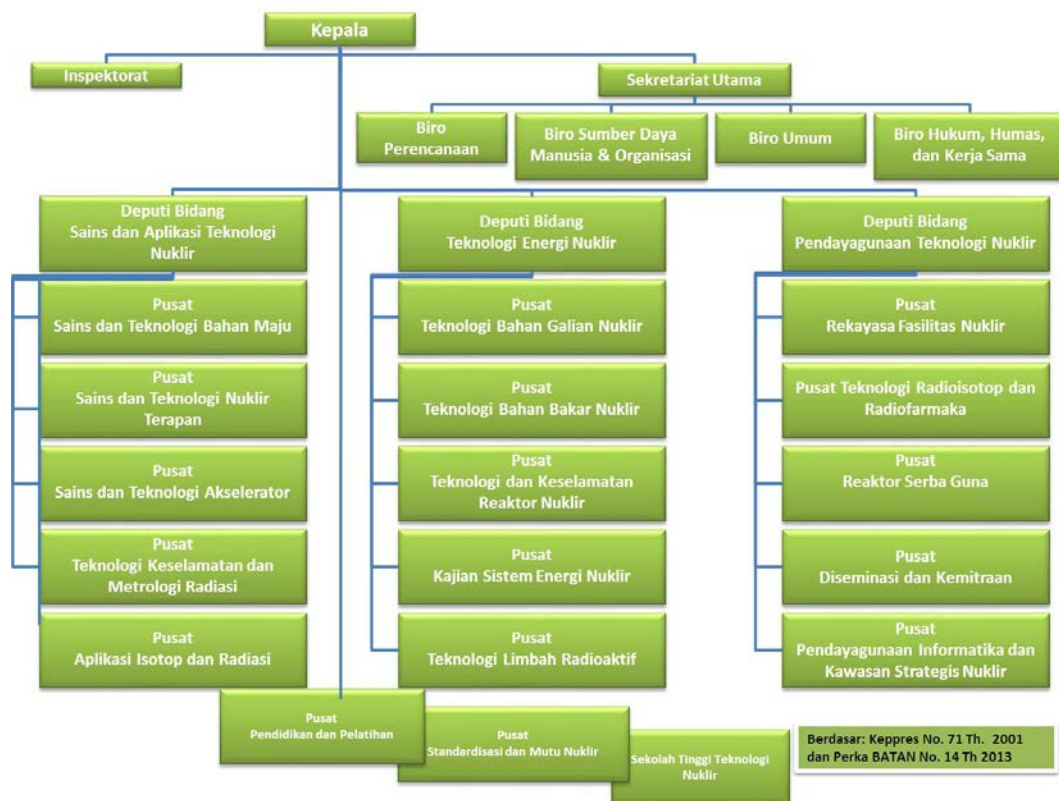 Kepala
Inspektorat
Sekretariat Utama
Biro
Perencanaan
Biro Sumber Daya
Manusia & Organisasi
Biro Umum
Biro Hukum, Humas,
dan Kerja Sama
Deputi Bidang
Sains dan Aplikasi Teknologi
Nuklir
Pusat
Sains dan Teknologi Bahan Maju
Pusat
Sains dan Teknologi Nuklir
Terapan
Pusat
Sains dan Teknologi Akselerator
Pusat
Teknologi Keselamatan dan
Metrologi Radiasi
Pusat
Aplikasi Isotop dan Radiasi
Deputi Bidang
Teknologi Energi Nuklir
Pusat
Teknologi Bahan Galian Nuklir
Pusat
Teknologi Bahan Bakar Nuklir
Pusat
Teknologi dan Keselamatan
Reaktor Nuklir
Pusat
Kajian Sistem Energi Nuklir
Pusat
Teknologi Limbah Radioaktif
Deputi Bidang
Pendayagunaan Teknologi Nuklir
Pusat
Rekayasa Fasilitas Nuklir
Pusat Teknologi Radioisotop dan
Radiofarmaka
Pusat
Reaktor Serba Guna
Pusat
Diseminasi dan Kemitraan
Pusat
Pendayagunaan Informatika dan
Kawasan Strategis Nuklir
Pusat
Pendidikan dan Pelatihan
Pusat
Standardisasi dan Mutu Nuklir
Sekolah Tinggi Teknologi
Nuklir
Berdasar: Keppres No. 71 Th. 2001
dan Perka BATAN No. 14 Th 2013